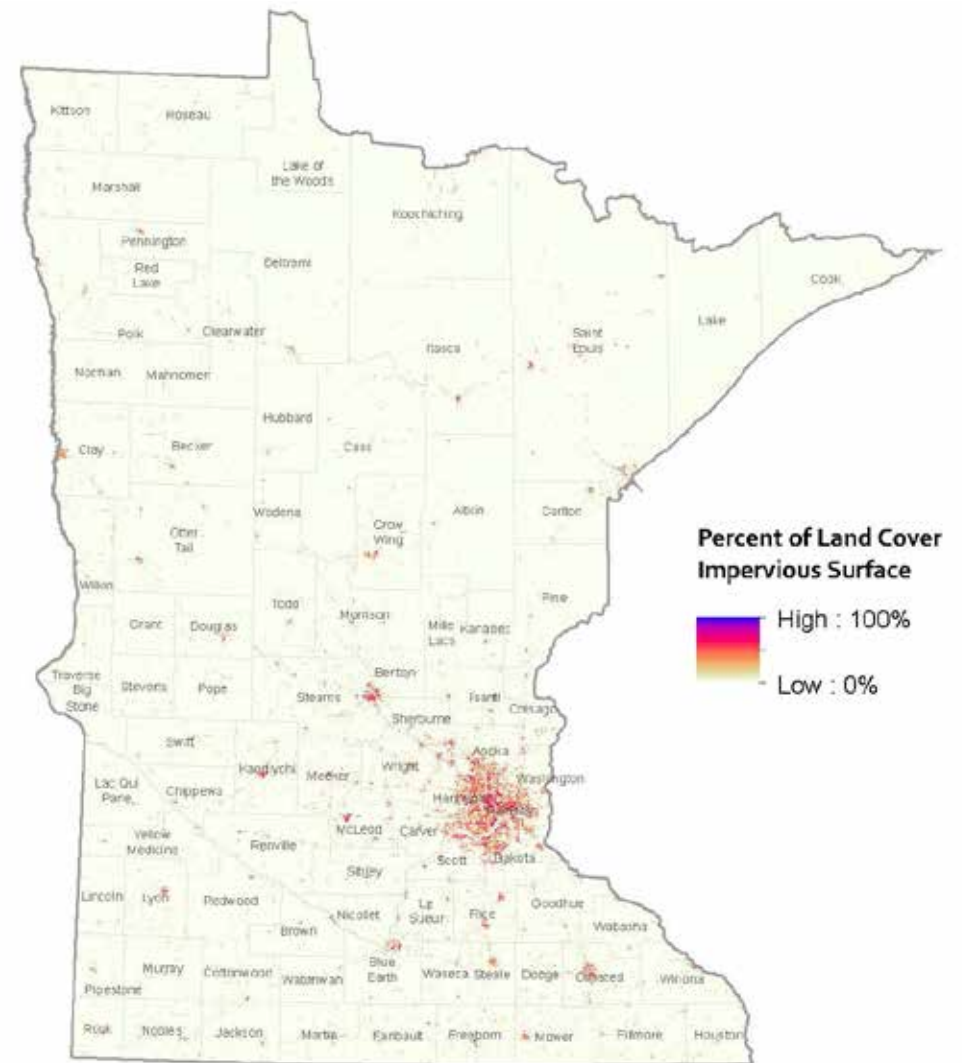 Kittson
Roseau
Lake of
the Woods
Marshall
Koochiching
Pennington
Beltrami
Red
Lake
Cook
Polk
Clearwater
Lake
Saint
Louis
Itasca
Norman
Mahnomen
Hubbard
Clay
Becker
Cass
Wadena
Aitkin
Carlton
Crow
Wing
Otter
Tail
Percent of Land Cover
Impervious Surface
High : 100%
Low : 0%
Wilkin
Todd
Morrison
Pine
Grant
Douglas
Mille
Lacs
Kanabec
Traverse
Big
Stone
Stevens
Pope
Stearns
Benton
Isanti
Chisago
Sherburne
Swift
Anoka
Kandiyohi
Meeker
Wright
Washington
Lac Qui
Parle
Chippewa
Hennepin
McLeod
Carver
Yellow
Medicine
Renville
Scott
Dakota
Sibley
Lincoln
Lyon
Redwood
Nicollet
Le
Sueur
Rice
Goodhue
Brown
Wabasha
Murray
Cottonwood
Watonwan
Blue
Earth
Waseca
Steele
Dodge
Olmsted
Winona
Pipestone
Rock
Nobles
Jackson
Martin
Faribault
Freeborn
Mower
Fillmore
Houston